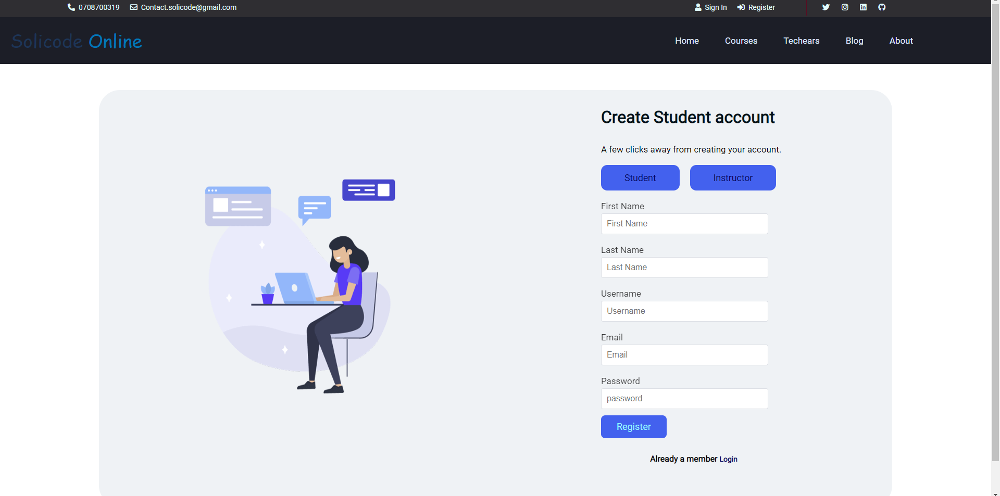 0708700319 Contact.solicode@gmail.com Sign In Register
Solicode Online Home Courses Techears Blog About
Create Student account
A few clicks away from creating your account.
Student Instructor
First Name
First Name
Last Name
Last Name
Username
Username
Email
Email
Password
password
Register
Already a member Login